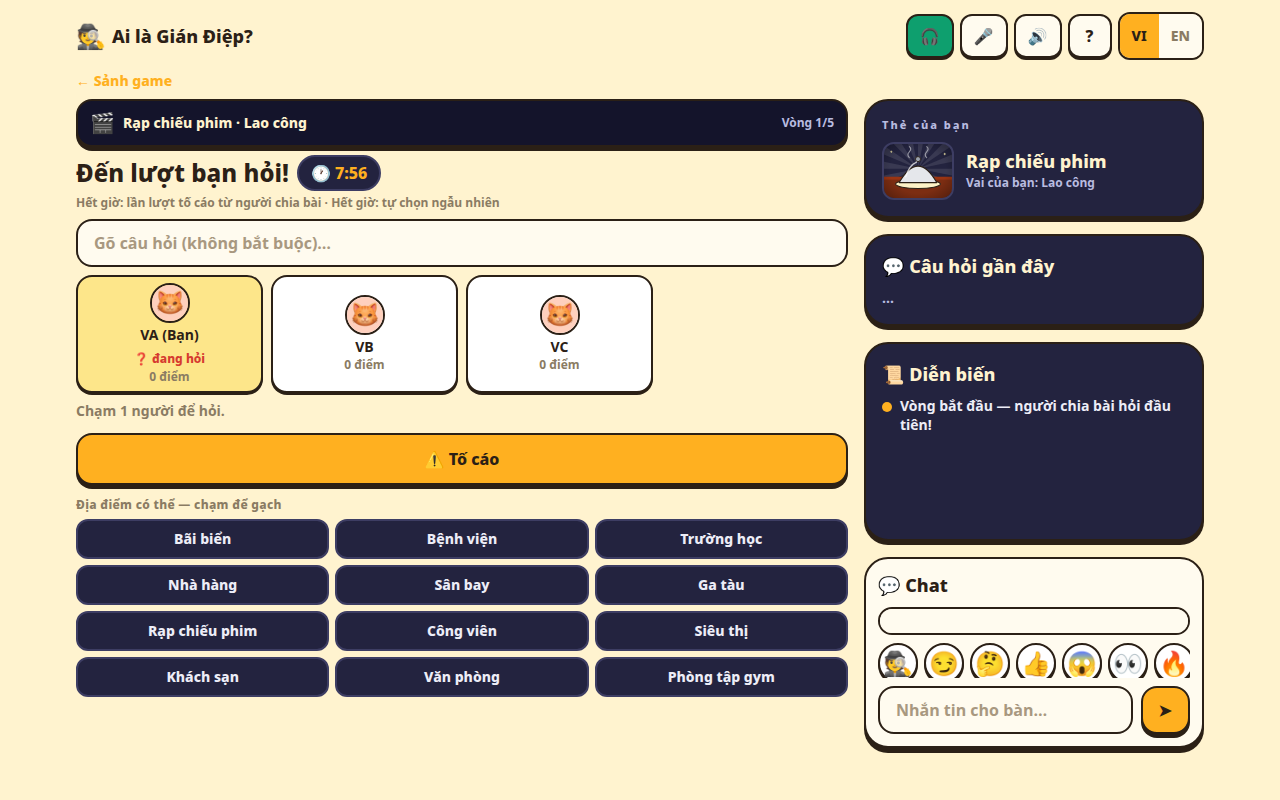 Ai là Gián Điệp?
?
VI
EN
← Sảnh game
Rạp chiếu phim · Lao công
Vòng 1/5
Đến lượt bạn hỏi!
7:56
Hết giờ: lần lượt tố cáo từ người chia bài · Hết giờ: tự chọn ngẫu nhiên
Gõ câu hỏi (không bắt buộc)...
VA (Bạn)
❓ đang hỏi
0 điểm
VB
0 điểm
VC
0 điểm
Chạm 1 người để hỏi.
Tố cáo
Địa điểm có thể — chạm để gạch
Bãi biển
Bệnh viện
Trường học
Nhà hàng
Sân bay
Ga tàu
Rạp chiếu phim
Công viên
Siêu thị
Khách sạn
Văn phòng
Phòng tập gym
Thẻ của bạn
Rạp chiếu phim
Vai của bạn: Lao công
Câu hỏi gần đây
...
Diễn biến
Vòng bắt đầu — người chia bài hỏi đầu
tiên!
Chat
Nhắn tin cho bàn...